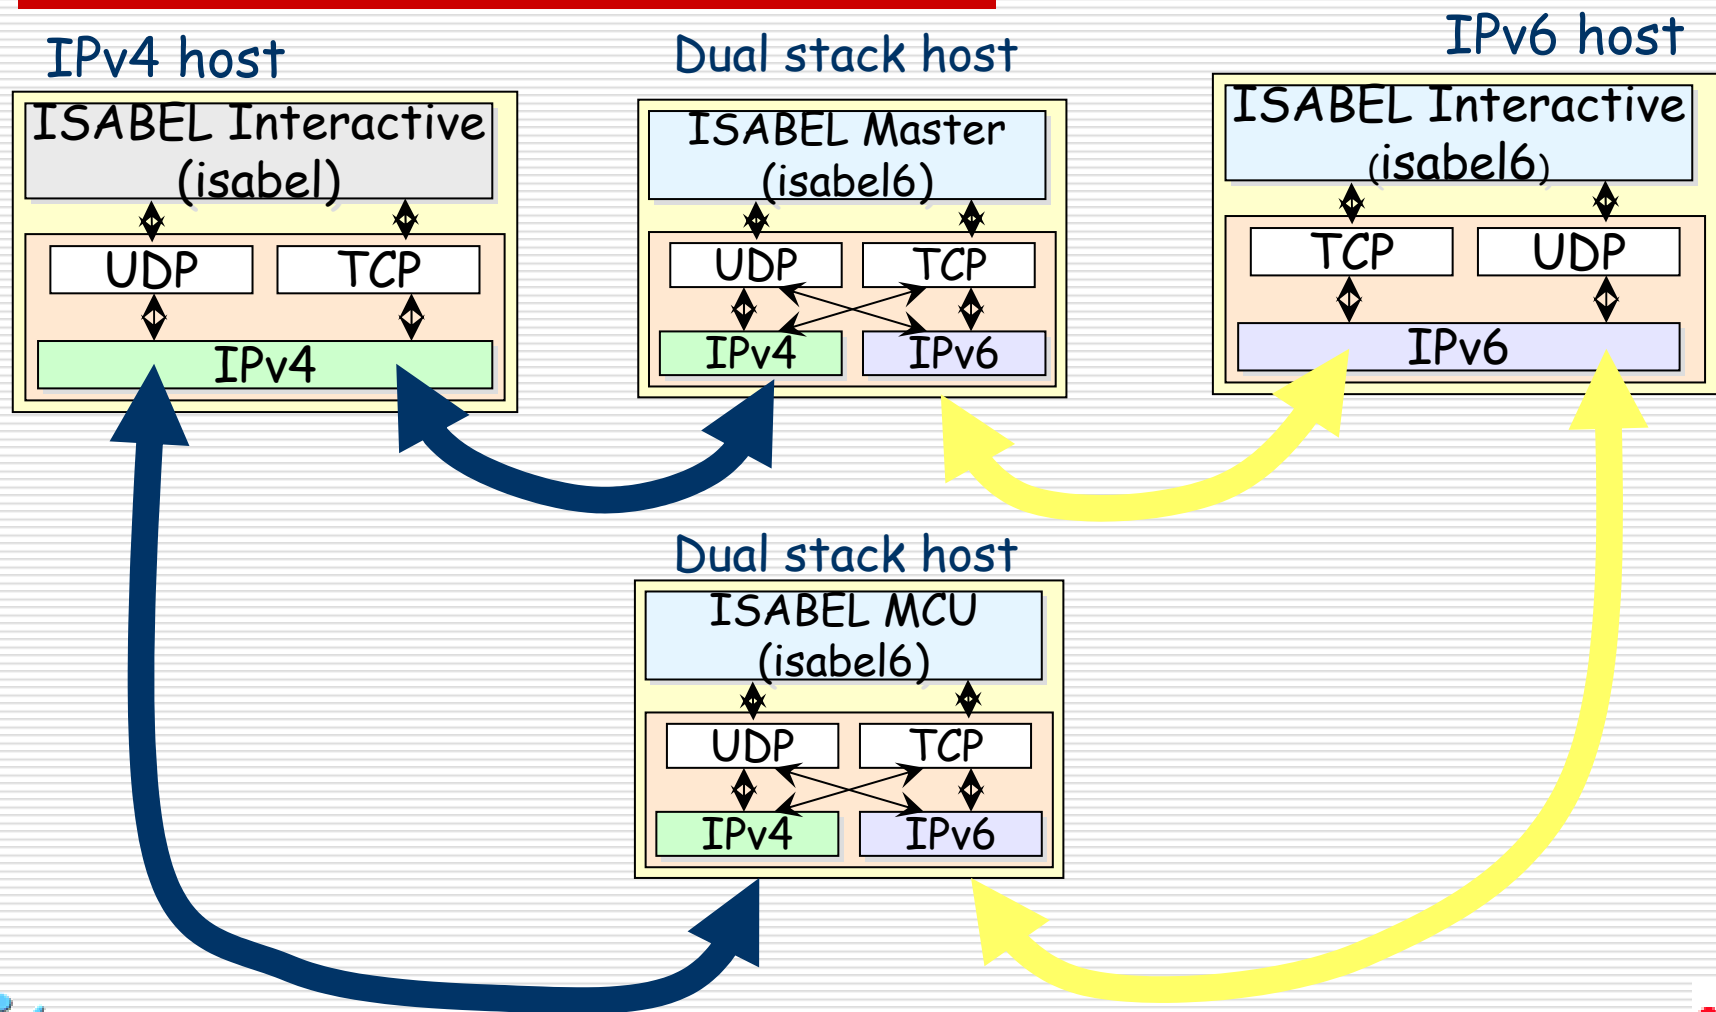 IPv4 host
ISABEL Interactive
(isabel)
UDP TCP
IPv4
Dual stack host
ISABEL Master
(isabel6)
UDP TCP
IPv4 IPv6
IPv6 host
ISABEL Interactive
(isabel6)
TCP UDP
IPv6
Dual stack host
ISABEL MCU
(isabel6)
UDP TCP
IPv4 IPv6